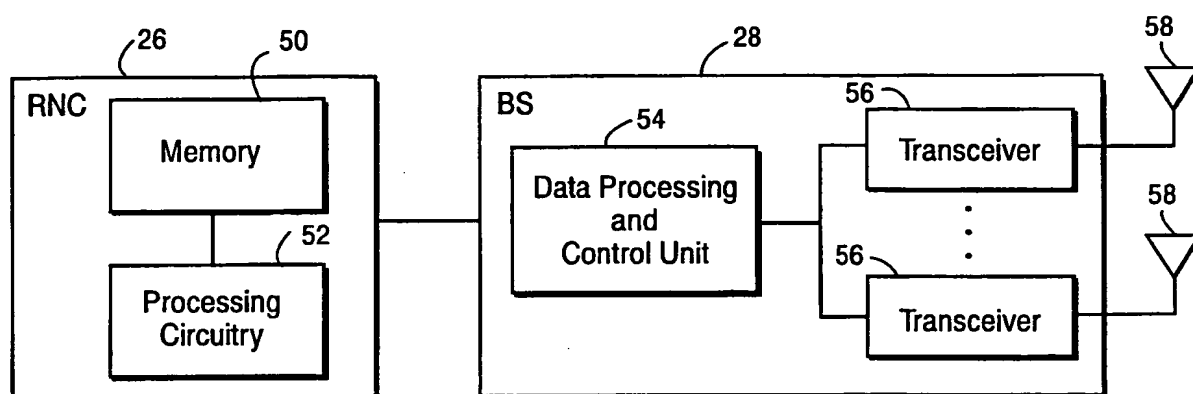 26
50
RNC
Memory
52
Processing
Circuitry
28
BS
54
Data Processing
and
Control Unit
56
Transceiver
58
56
Transceiver
58